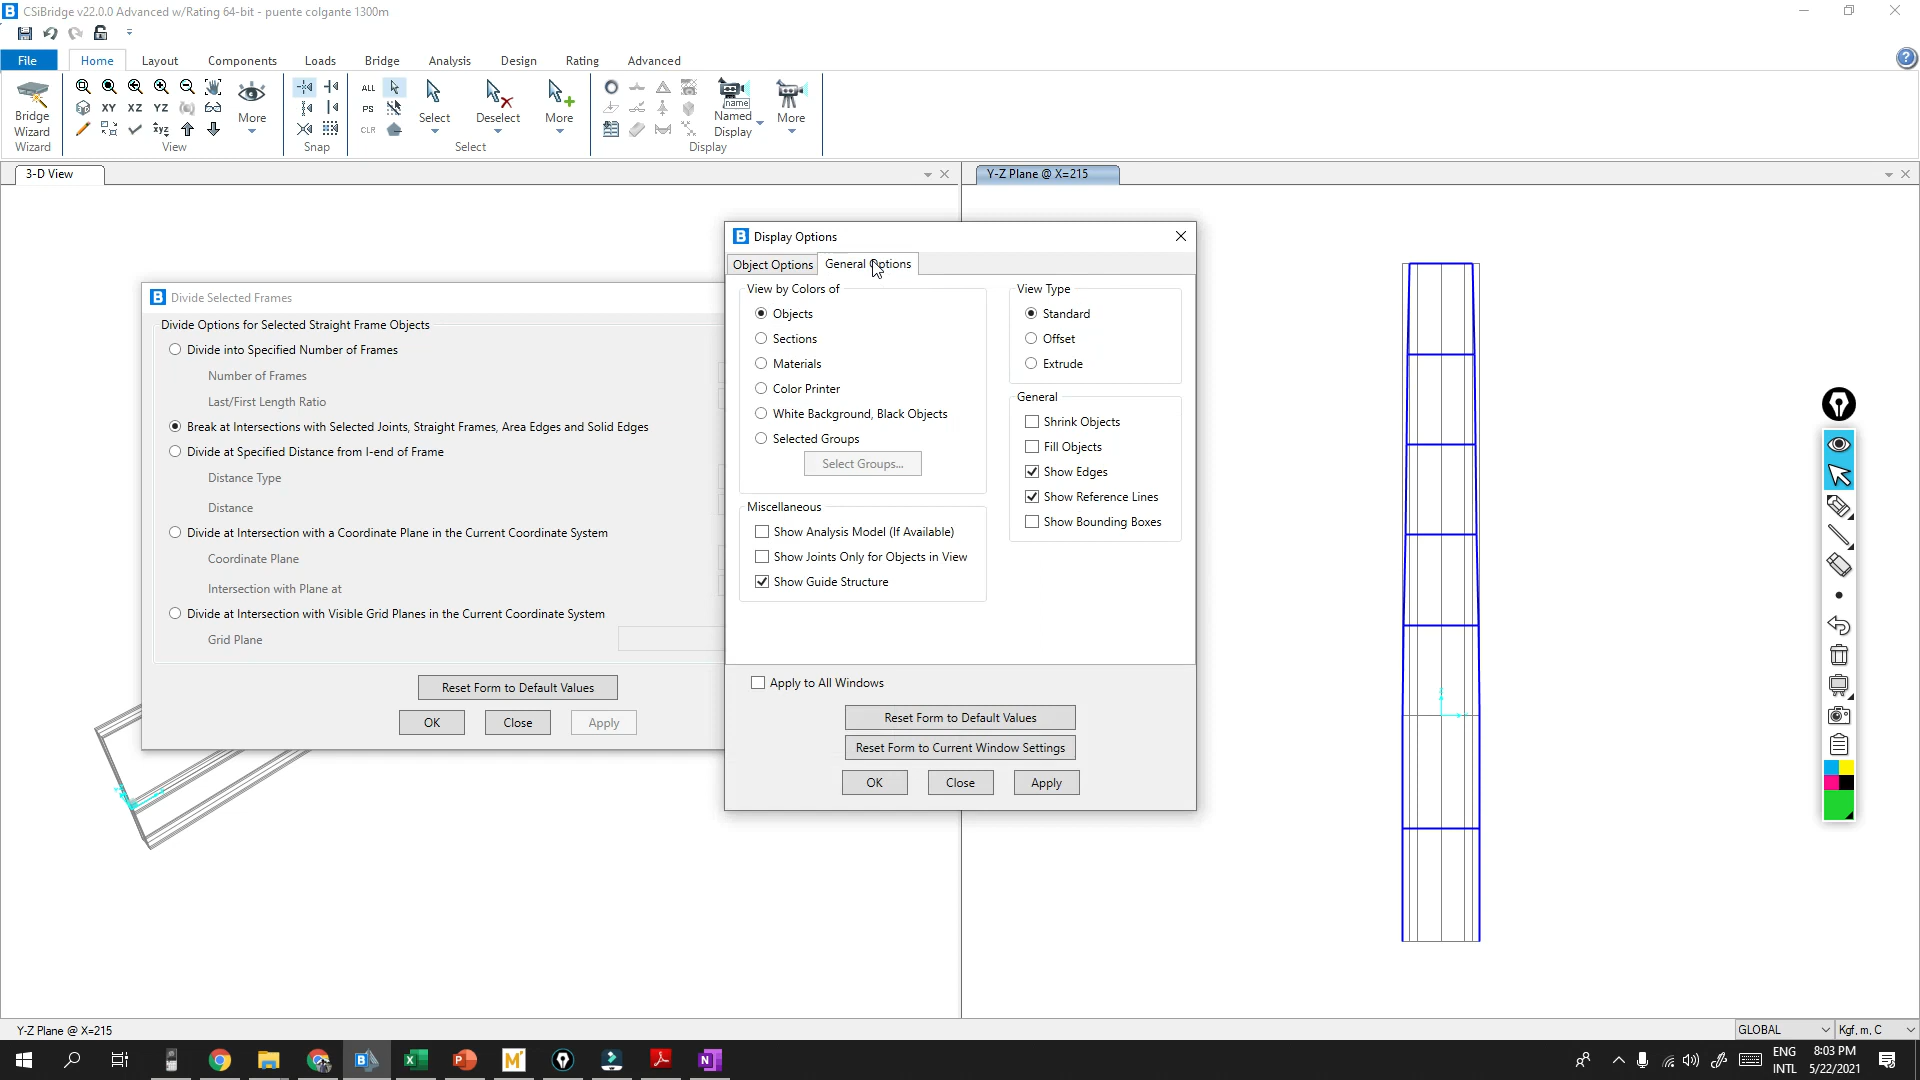 CSiBridge v22.0.0 Advanced w/Rating 64-bit - puente colgante 1300m
File
Home
Layout
Components
Loads
Bridge
Analysis
Design
Rating
Advanced
Bridge
Wizard
Wizard
XY
XZ
YZ
xyz
More
View
Snap
ALL
PS
CLR
Select
Deselect
More
Select
name
Named
Display
More
Display
3-D View
Y-Z Plane @ X=215
Divide Selected Frames
Divide Options for Selected Straight Frame Objects
Divide into Specified Number of Frames
Number of Frames
Last/First Length Ratio
Break at Intersections with Selected Joints, Straight Frames, Area Edges and Solid Edges
Divide at Specified Distance from I-end of Frame
Distance Type
Distance
Divide at Intersection with a Coordinate Plane in the Current Coordinate System
Coordinate Plane
Intersection with Plane at
Divide at Intersection with Visible Grid Planes in the Current Coordinate System
Grid Plane
Reset Form to Default Values
OK
Close
Apply
Display Options
Object Options
General Options
View by Colors of
Objects
Sections
Materials
Color Printer
White Background, Black Objects
Selected Groups
Select Groups...
Miscellaneous
Show Analysis Model (If Available)
Show Joints Only for Objects in View
Show Guide Structure
View Type
Standard
Offset
Extrude
General
Shrink Objects
Fill Objects
Show Edges
Show Reference Lines
Show Bounding Boxes
Apply to All Windows
Reset Form to Default Values
Reset Form to Current Window Settings
OK
Close
Apply
Y-Z Plane @ X=215
GLOBAL
Kgf, m, C
ENG
INTL
8:03 PM
5/22/2021